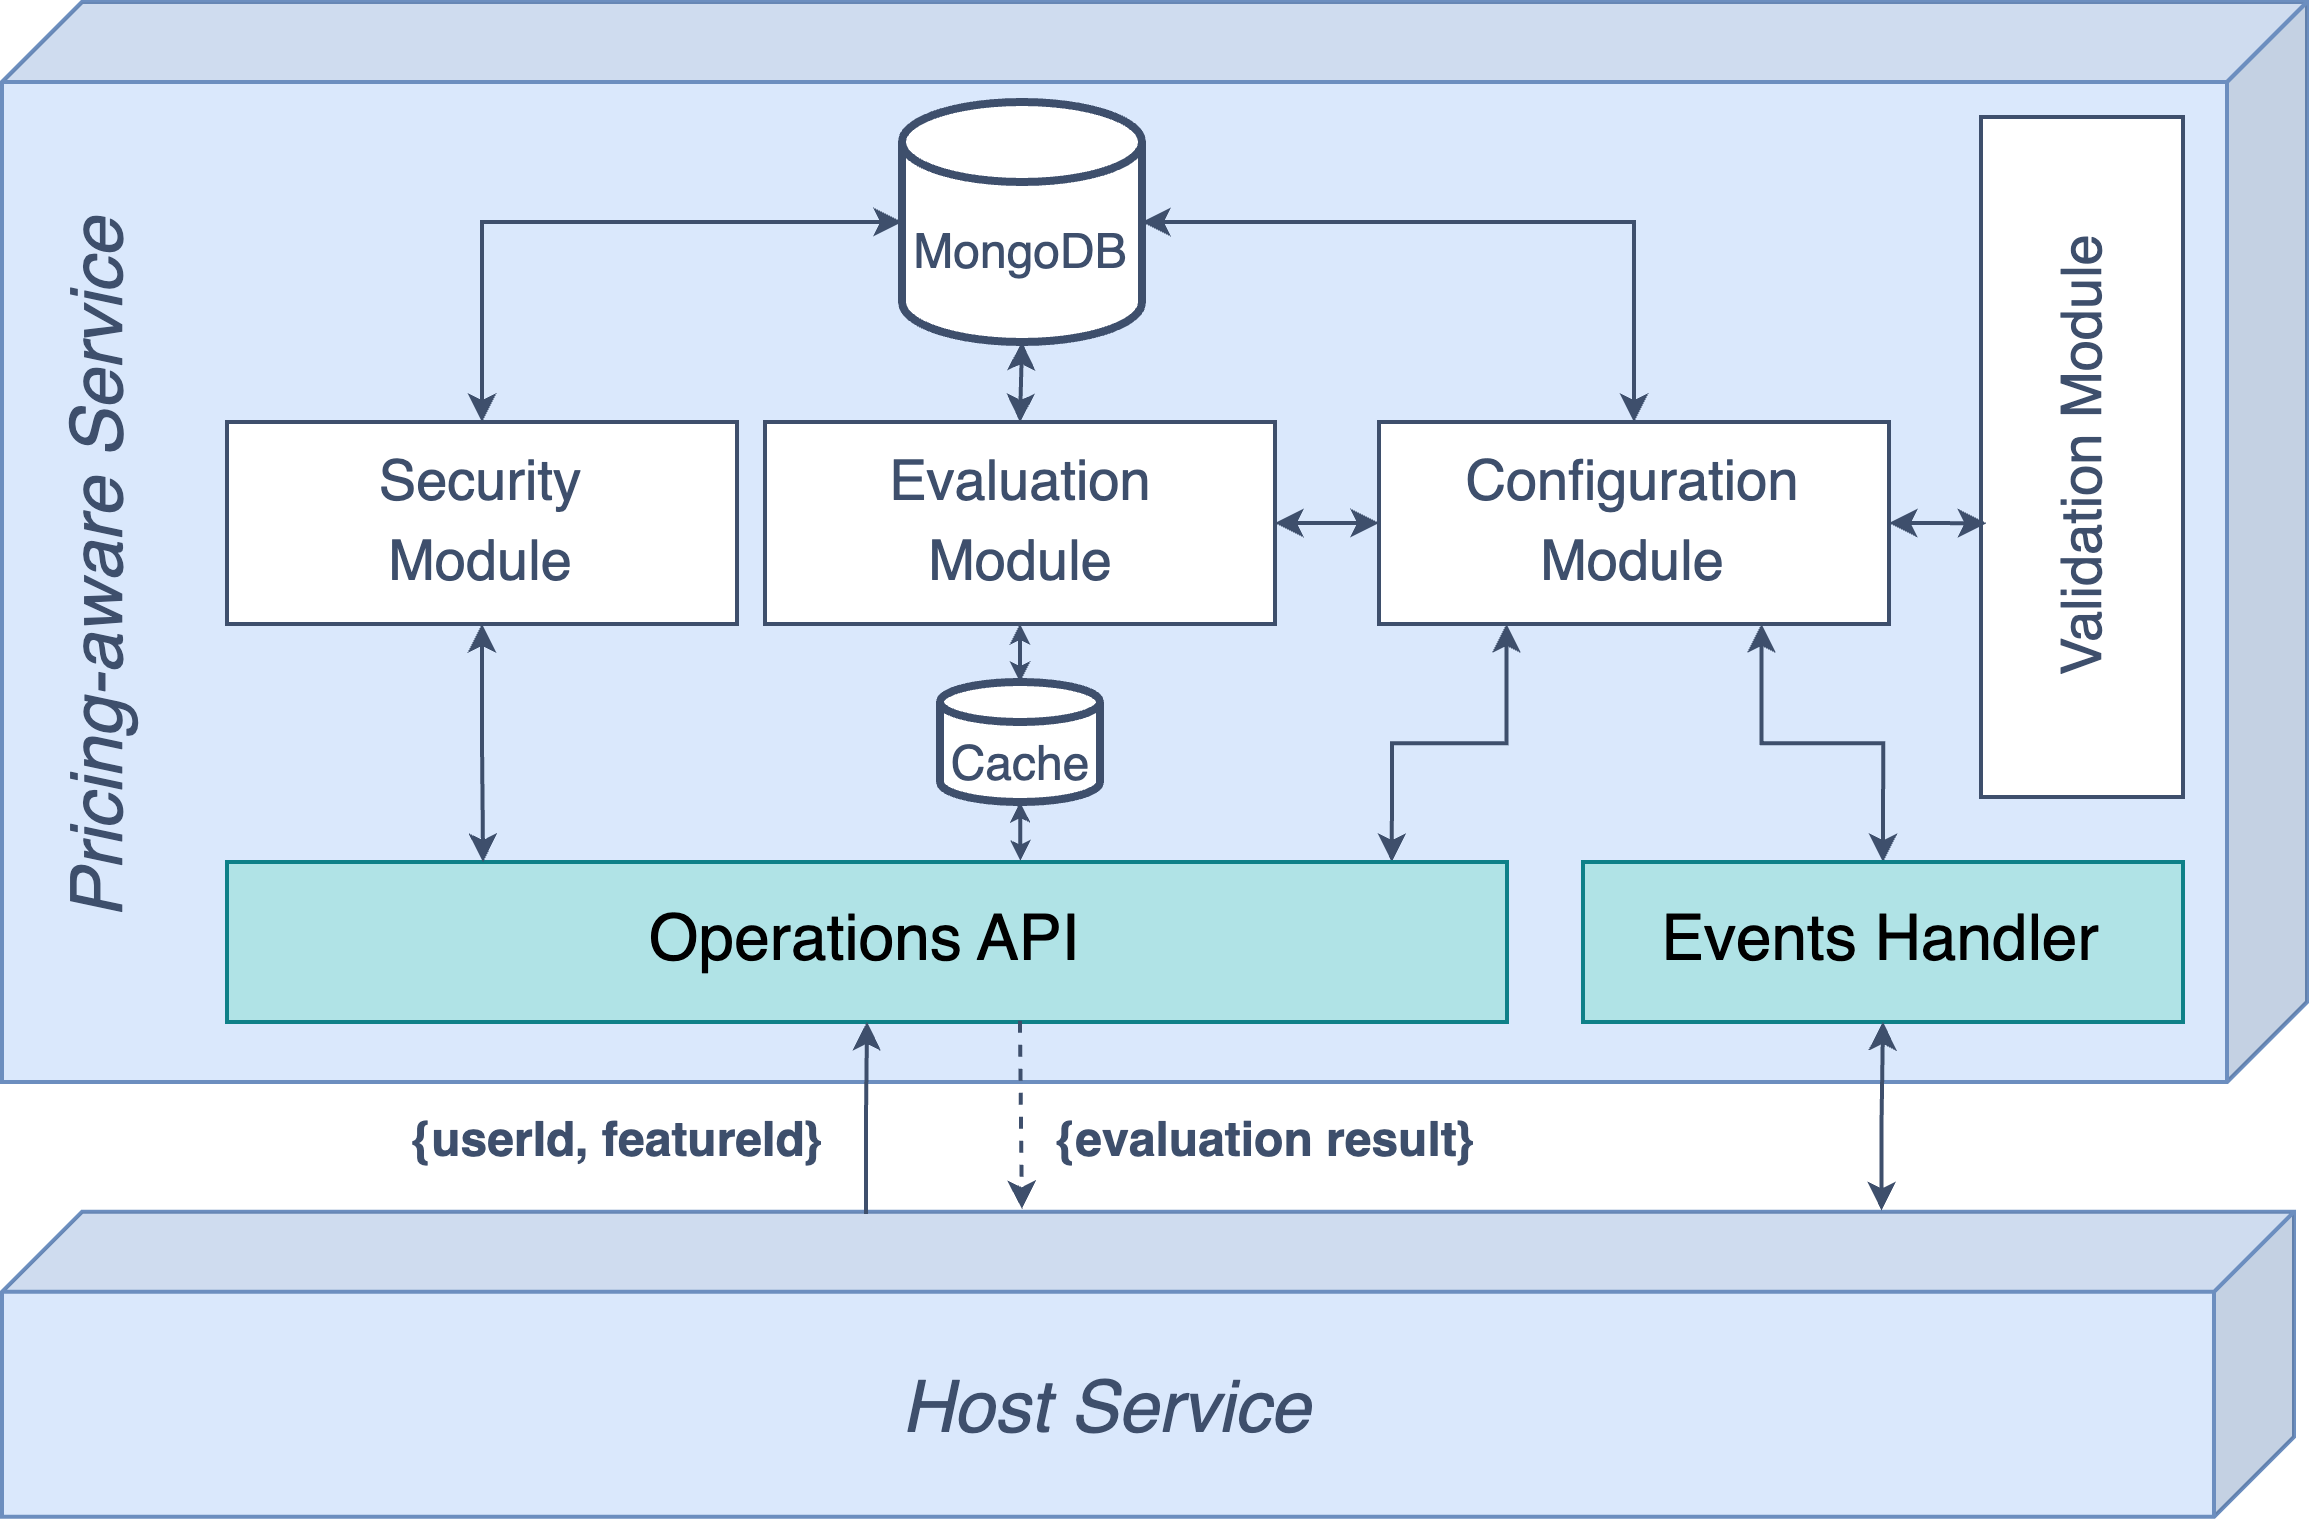 Pricing-aware Service
MongoDB
Security
Module
Evaluation
Module
Configuration
Module
Validation Module
Cache
Operations API
Events Handler
{userId, featureId}
{evaluation result}
Host Service